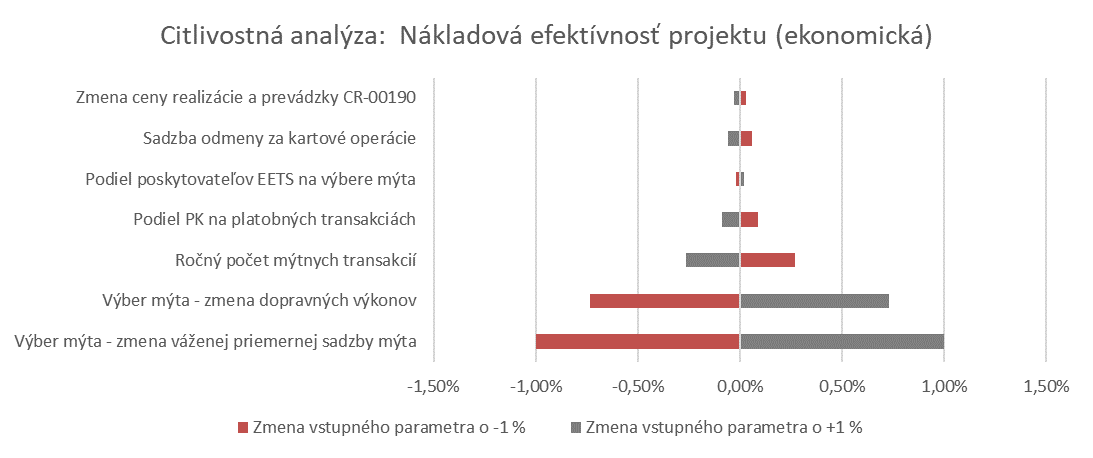 Citlivostná analýza:  Nákladová efektívnosť projektu (ekonomická)
Zmena ceny realizácie a prevádzky CR-00190
Sadzba odmeny za kartové operácie
Podiel poskytovateľov EETS na výbere mýta
Podiel PK na platobných transakciách
Ročný počet mýtnych transakcií
Výber mýta - zmena dopravných výkonov
Výber mýta - zmena váženej priemernej sadzby mýta
-1,50% -1,00% -0,50% 0,00% 0,50% 1,00% 1,50%
Zmena vstupného parametra o -1 % Zmena vstupného parametra o +1 %